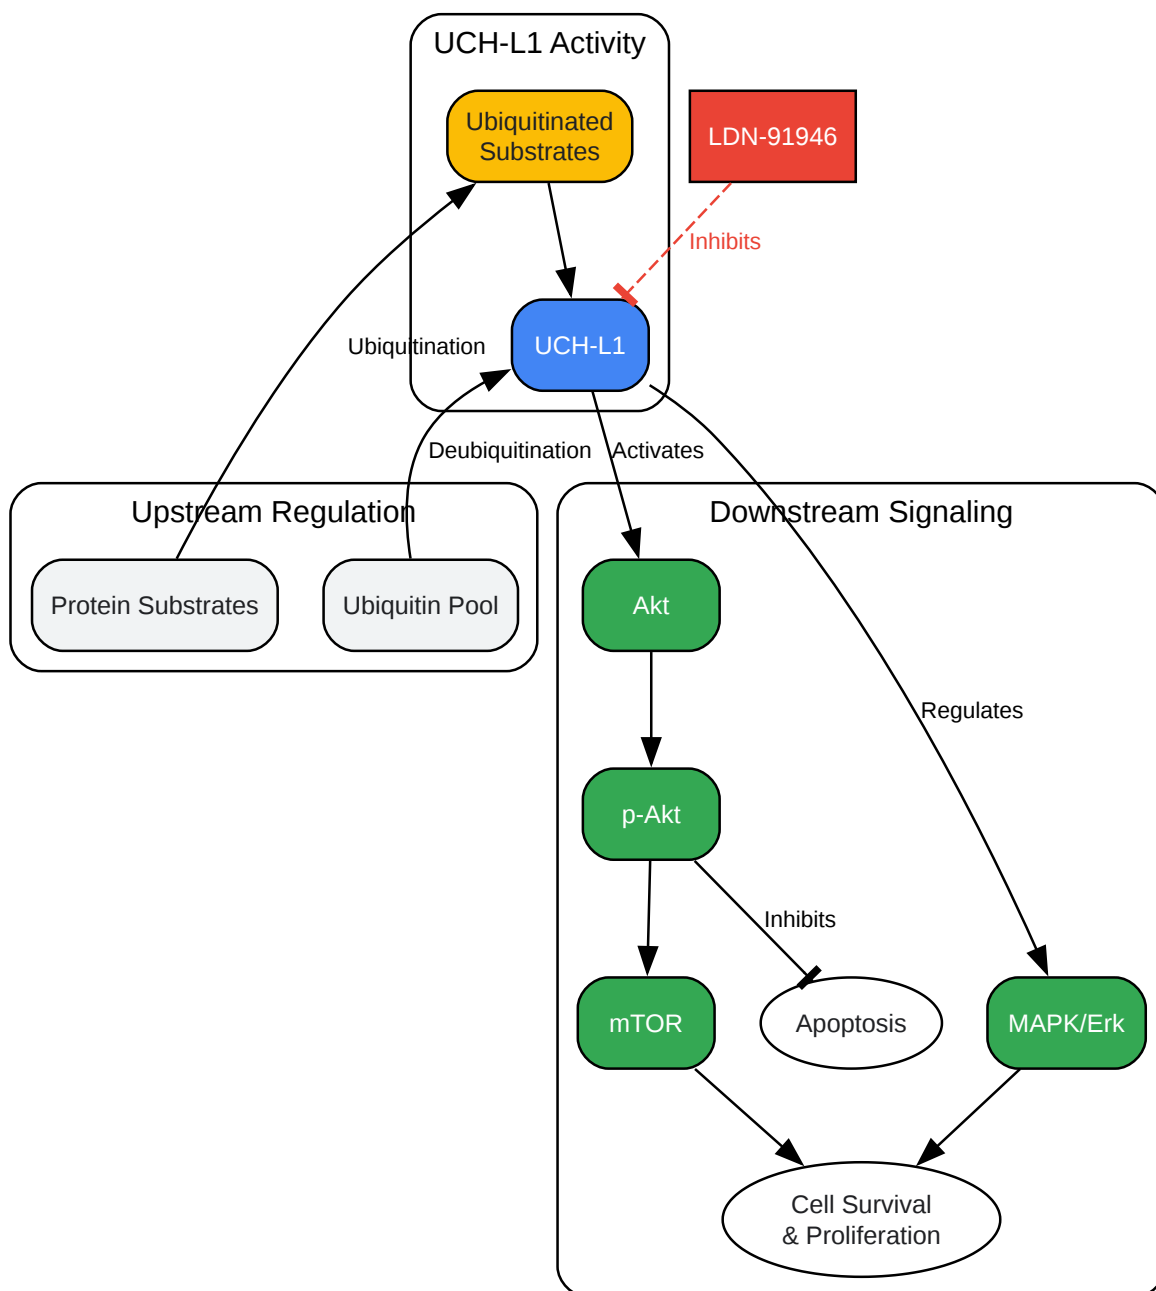 UCH-L1 Activity
Ubiquitinated
Substrates
LDN-91946
Inhibits
Ubiquitination
UCH-L1
Deubiquitination
Activates
Upstream Regulation
Downstream Signaling
Protein Substrates
Ubiquitin Pool
Akt
Regulates
p-Akt
Inhibits
mTOR
Apoptosis
MAPK/Erk
Cell Survival
& Proliferation